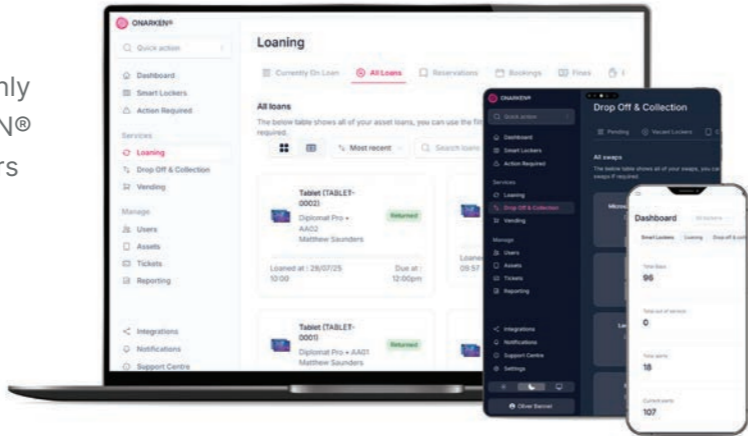 nly
N®
rs
ONARKEN®
Quick action
Dashboard
Smart Lockers
Action Required
Services
Loaning
Drop Off & Collection
Vending
Manage
Users
Assets
Tickets
Reporting
Integrations
Notifications
Support Centre
Loaning
Currently On Loan
All Loans
Reservations
Bookings
Fines
All loans
The below table shows all of your asset loans, you can use the fil
required.
Most recent
Search loans
Tablet (TABLET-
0002)
Diplomat Pro •
AA02
Matthew Saunders
Returned
Loaned at : 28/07/25
10:00
Due at :
12:00pm
Loane
09:57
Tablet (TABLET-
0001)
Diplomat Pro • AA01
Matthew Saunders
Returned
ONARKEN®
Quick action
Dashboard
Smart Lockers
Action Required
Services
Loaning
Drop Off & Collection
Vending
Manage
Users
Assets
Tickets
Reporting
Integrations
Notifications
Support Centre
Settings
Oliver Bennet
Drop Off & Collection
Pending
Vacant Lockers
All swaps
The below table shows all of your swaps, you can
swaps if required.
Dashboard
Smart Lockers
Loaning
Drop off & coll
Total Bays
96
Total out of service
0
Total alerts
18
Current users
107